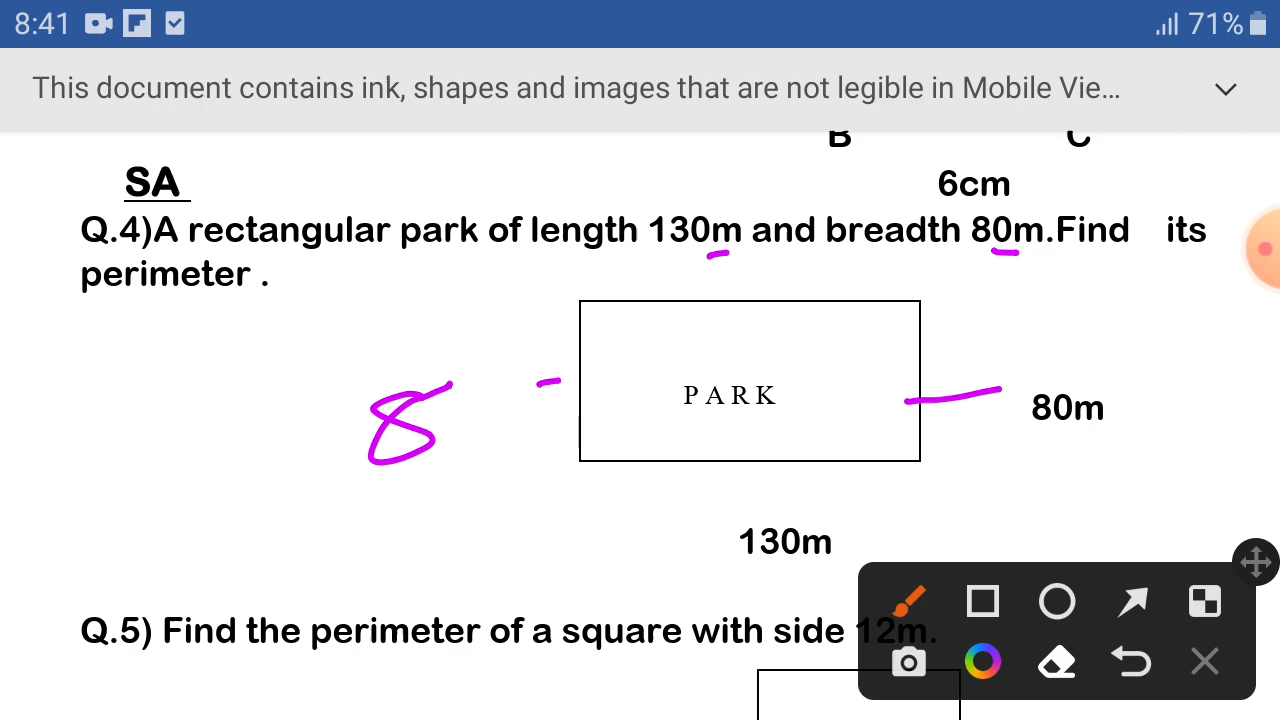 8:41 71%
This document contains ink, shapes and images that are not legible in Mobile Vie...
B C
SA 6cm
Q.4)A rectangular park of length 130m and breadth 80m.Find its
perimeter .
PARK
8
80m
130m
Q.5) Find the perimeter of a square with side 12m.